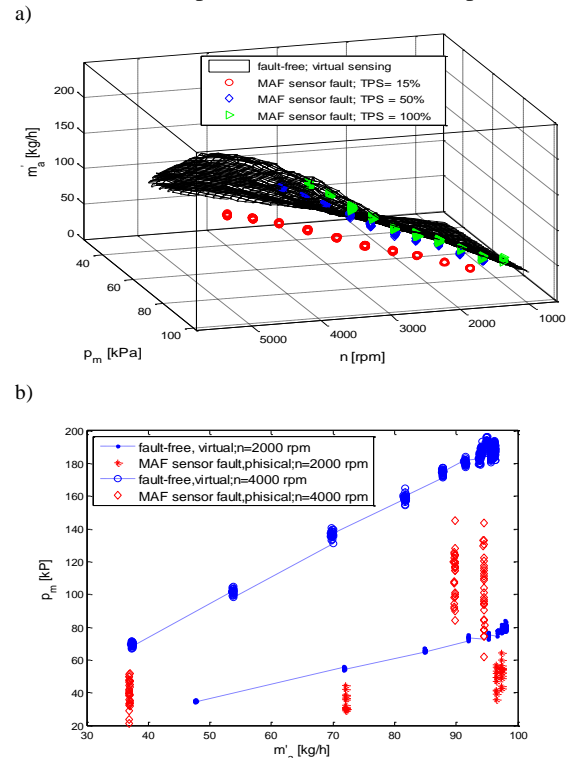 a)
fault-free; virtual sensing
MAF sensor fault; TPS= 15%
MAF sensor fault; TPS = 50%
MAF sensor fault; TPS = 100%
200
150
100
50
0
m'a [kg/h]
40
60
80
100
pm [kPa]
5000
4000
3000
2000
1000
n [rpm]
b)
200
180
160
140
120
100
80
60
40
20
pm [kP]
fault-free, virtual;n=2000 rpm
MAF sensor fault,phisical;n=2000 rpm
fault-free,virtual;n=4000 rpm
MAF sensor fault,phisical;n=4000 rpm
30 40 50 60 70 80 90 100
m'a [kg/h]